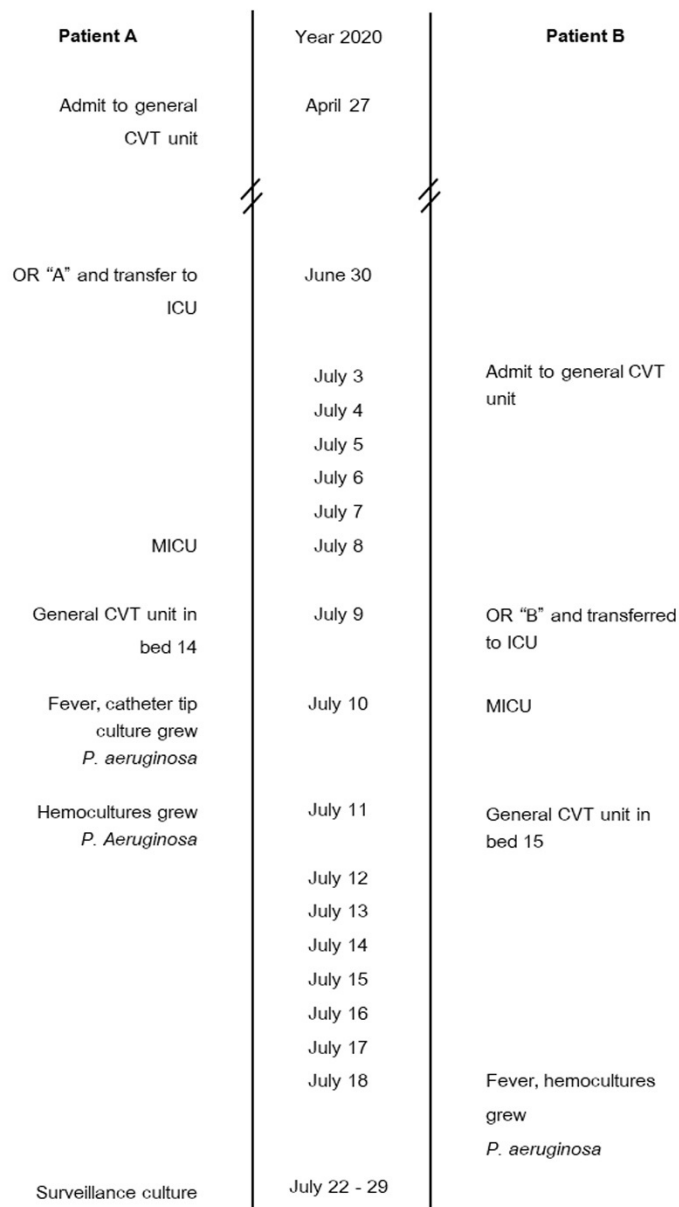 Patient A Year 2020 Patient B
Admit to general April 27
CVT unit
OR “A” and transfer to June 30
ICU
July 3 Admit to general CVT
unit
July 4
July 5
July 6
July 7
MICU July 8
General CVT unit in July 9 OR “B” and transferred
bed 14 to ICU
Fever, catheter tip July 10 MICU
culture grew
P. aeruginosa
Hemocultures grew July 11 General CVT unit in
P. Aeruginosa bed 15
July 12
July 13
July 14
July 15
July 16
July 17
July 18 Fever, hemocultures
grew
P. aeruginosa
Surveillance culture July 22 - 29